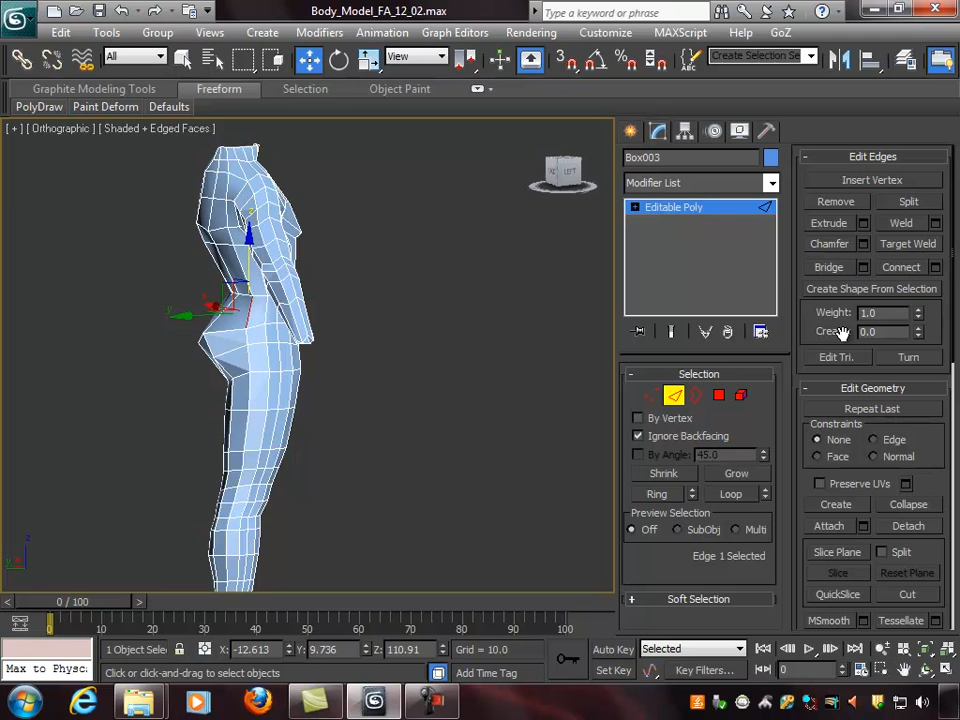 Body_Model_FA_12_02.max
Type a keyword or phrase
Edit Tools Group Views Create Modifiers Animation Graph Editors Rendering Customize MAXScript Help GoZ
All View 3 Create Selection Se
Graphite Modeling Tools Freeform Selection Object Paint
PolyDraw Paint Deform Defaults
[ + ] [ Orthographic ] [ Shaded + Edged Faces ]
LEFT
Box003
Modifier List
Editable Poly
Selection
By Vertex
Ignore Backfacing
By Angle: 45.0
Shrink Grow
Ring Loop
Preview Selection
Off SubObj Multi
Edge 1 Selected
Soft Selection
Edit Edges
Insert Vertex
Remove Split
Extrude Weld
Chamfer Target Weld
Bridge Connect
Create Shape From Selection
Weight: 1.0
Crea 0.0
Edit Tri. Turn
Edit Geometry
Repeat Last
Constraints
None Edge
Face Normal
Preserve UVs
Create Collapse
Attach Detach
Slice Plane Split
Slice Reset Plane
QuickSlice Cut
MSmooth Tessellate
z
y
x
y
z
0 / 100
10 20 30 40 50 60 70 80 90 100
1 Object Sele X: -12.613 Y: 9.736 Z: 110.91 Grid = 10.0 Auto Key Selected
Max to Physc Click or click-and-drag to select objects Add Time Tag Set Key Key Filters... 0